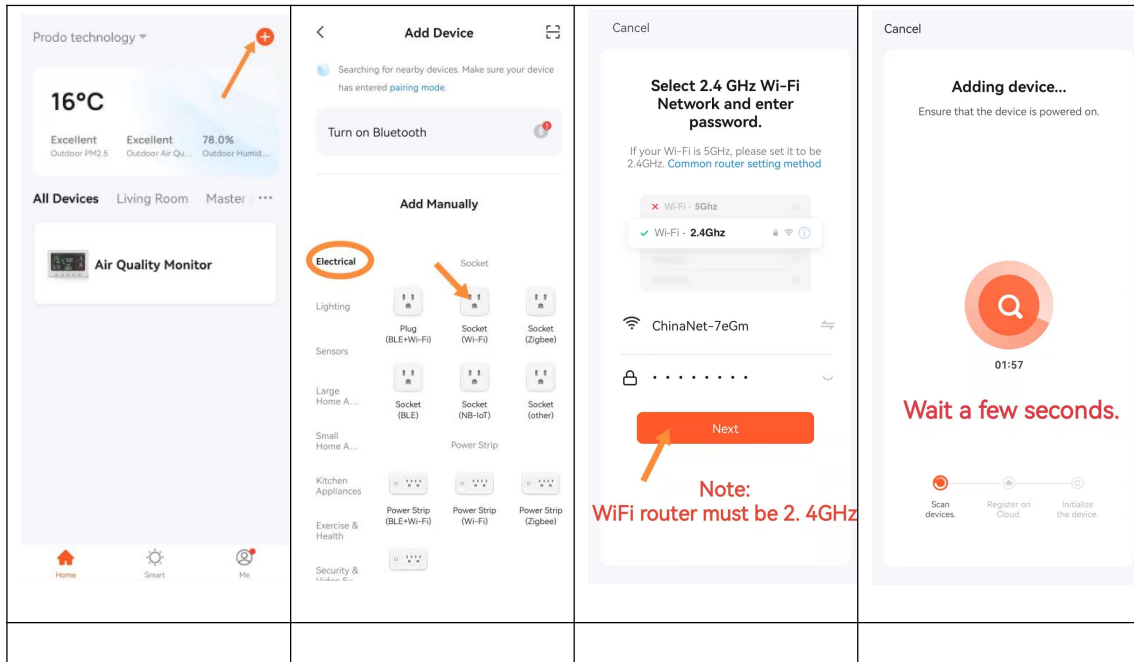 Prodo technology
16°C
Excellent Excellent 78.0%
Outdoor PM2.5 Outdoor Air Qu... Outdoor Humid...
All Devices Living Room Master ...
Air Quality Monitor
Home Smart Me
Add Device
Searching for nearby devices. Make sure your device
has entered pairing mode.
Turn on Bluetooth
Add Manually
Electrical
Lighting
Sensors
Large
Home A...
Small
Home A...
Kitchen
Appliances
Exercise &
Health
Security &
Socket
Plug
(BLE+Wi-Fi)
Socket
(Wi-Fi)
Socket
(Zigbee)
Socket
(BLE)
Socket
(NB-IoT)
Socket
(other)
Power Strip
Power Strip
(BLE+Wi-Fi)
Power Strip
(Wi-Fi)
Power Strip
(Zigbee)
Cancel
Select 2.4 GHz Wi-Fi
Network and enter
password.
If your Wi-Fi is 5GHz, please set it to be
2.4GHz. Common router setting method
Wi-Fi - 5Ghz
Wi-Fi - 2.4Ghz
ChinaNet-7eGm
Next
Note:
WiFi router must be 2. 4GHz
Cancel
Adding device...
Ensure that the device is powered on.
01:57
Wait a few seconds.
Scan
devices.
Register on
Cloud.
Initialize
the device.